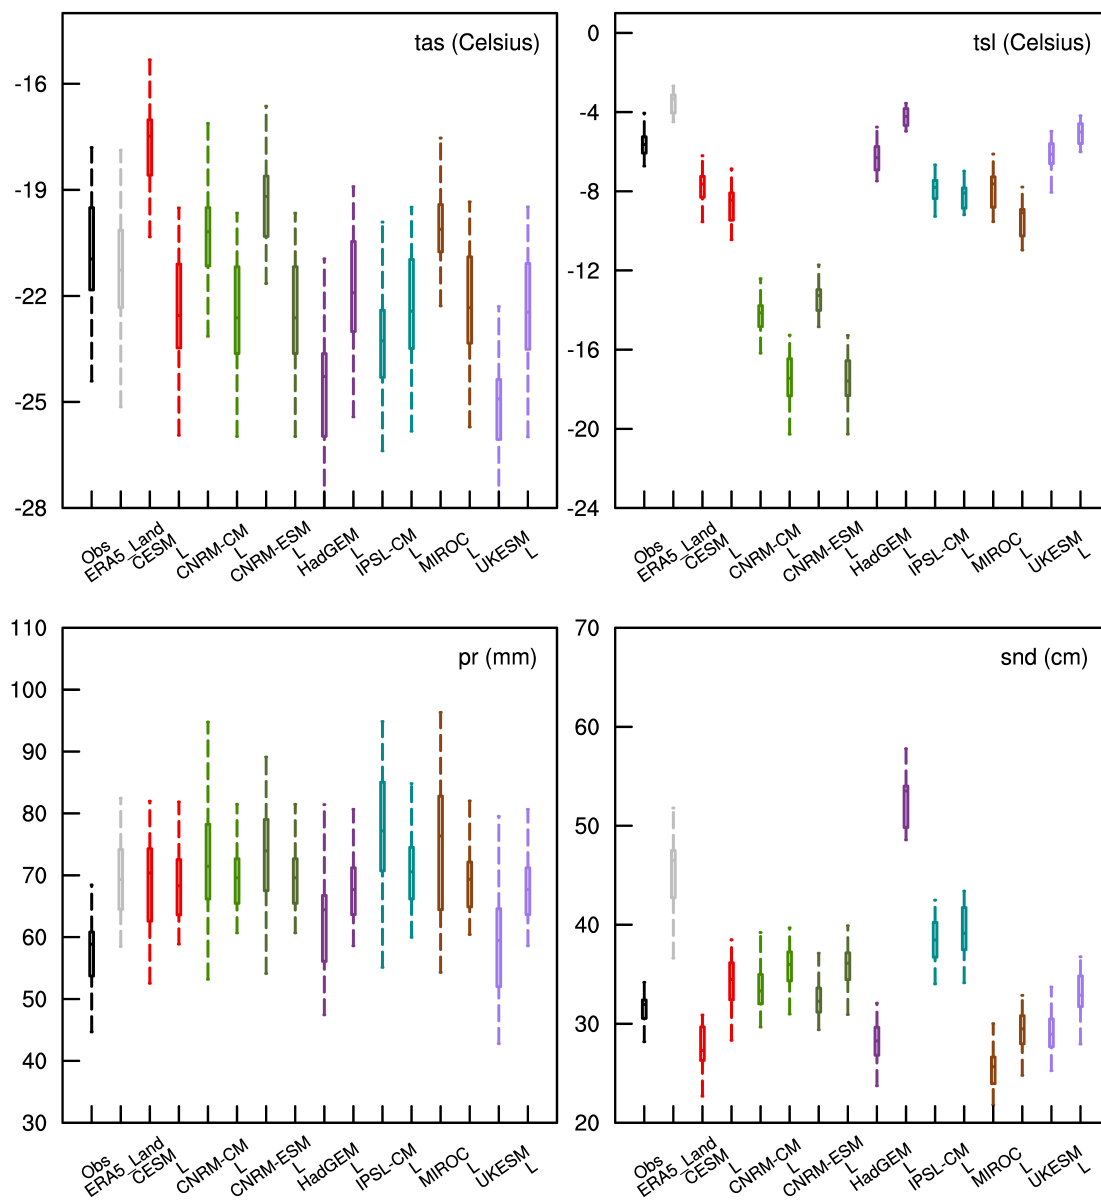 tas (Celsius)
-16
-19
-22
-25
-28
Obs
ERA5_Land
CESM
L
CNRM-CM
L
CNRM-ESM
L
HadGEM
L
IPSL-CM
L
MIROC
L
UKESM
L
tsl (Celsius)
0
-4
-8
-12
-16
-20
-24
Obs
ERA5_Land
CESM
L
CNRM-CM
L
CNRM-ESM
L
HadGEM
L
IPSL-CM
L
MIROC
L
UKESM
L
pr (mm)
110
100
90
80
70
60
50
40
30
Obs
ERA5_Land
CESM
L
CNRM-CM
L
CNRM-ESM
L
HadGEM
L
IPSL-CM
L
MIROC
L
UKESM
L
snd (cm)
70
60
50
40
30
20
Obs
ERA5_Land
CESM
L
CNRM-CM
L
CNRM-ESM
L
HadGEM
L
IPSL-CM
L
MIROC
L
UKESM
L